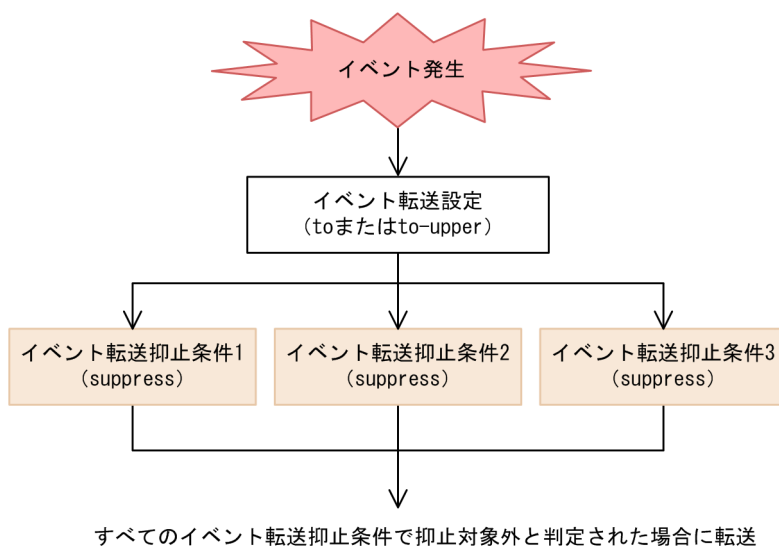 イベント発生
イベント転送設定
（toまたはto-upper）
イベント転送抑止条件1
（suppress）
イベント転送抑止条件2
（suppress）
イベント転送抑止条件3
（suppress）
すべてのイベント転送抑止条件で抑止対象外と判定された場合に転送